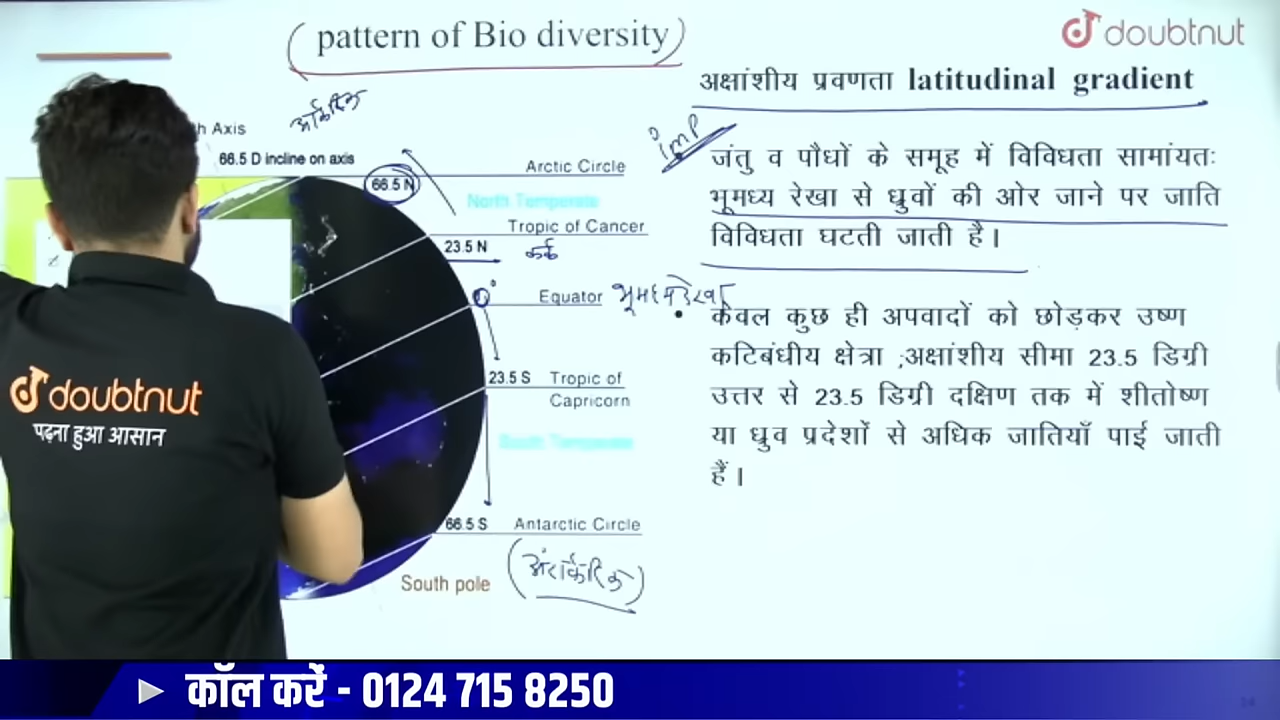 pattern of Bio diversity
doubtnut
अक्षांशीय प्रवणता latitudinal gradient
imp
जंतु व पौधों के समूह में विविधता सामांयतः
भूमध्य रेखा से ध्रुवों की ओर जाने पर जाति
विविधता घटती जाती है।
केवल कुछ ही अपवादों को छोड़कर उष्ण
कटिबंधीय क्षेत्रा ;अक्षांशीय सीमा 23.5 डिग्री
उत्तर से 23.5 डिग्री दक्षिण तक में शीतोष्ण
या ध्रुव प्रदेशों से अधिक जातियाँ पाई जाती
हैं।
Axis
आर्कटिक
66.5 D incline on axis
Arctic Circle
66.5 N
North Temperate
Tropic of Cancer
23.5 N
कर्क
0°
Equator भूमध्य रेखा
23.5 S
Tropic of
Capricorn
South Temperate
66.5 S
Antarctic Circle
South pole
(अंटार्कटिक)
doubtnut
पढ़ना हुआ आसान
कॉल करें - 0124 715 8250